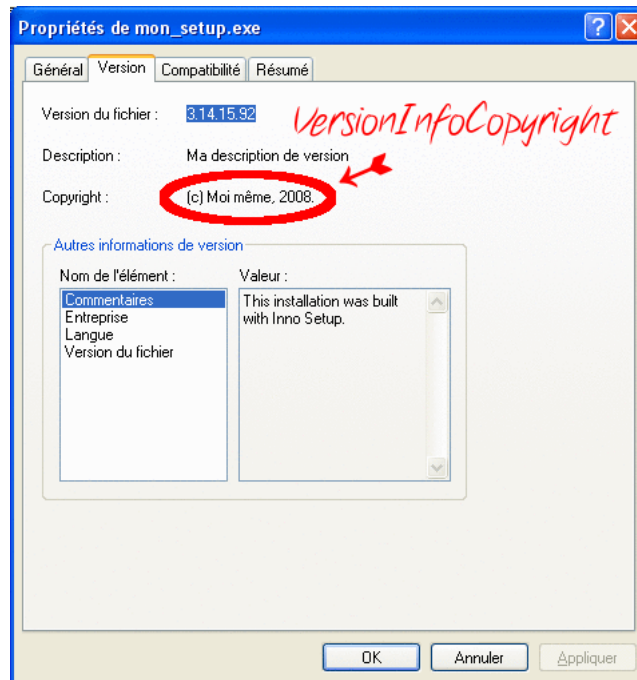 Propriétés de mon_setup.exe
Général Version Compatibilité Résumé
Version du fichier : 3.14.15.92
VersionInfoCopyright
Description : Ma description de version
Copyright : (c) Moi même, 2008.
Autres informations de version
Nom de l'élément : Valeur :
Commentaires
Entreprise
Langue
Version du fichier
This installation was built
with Inno Setup.
OK Annuler Appliquer